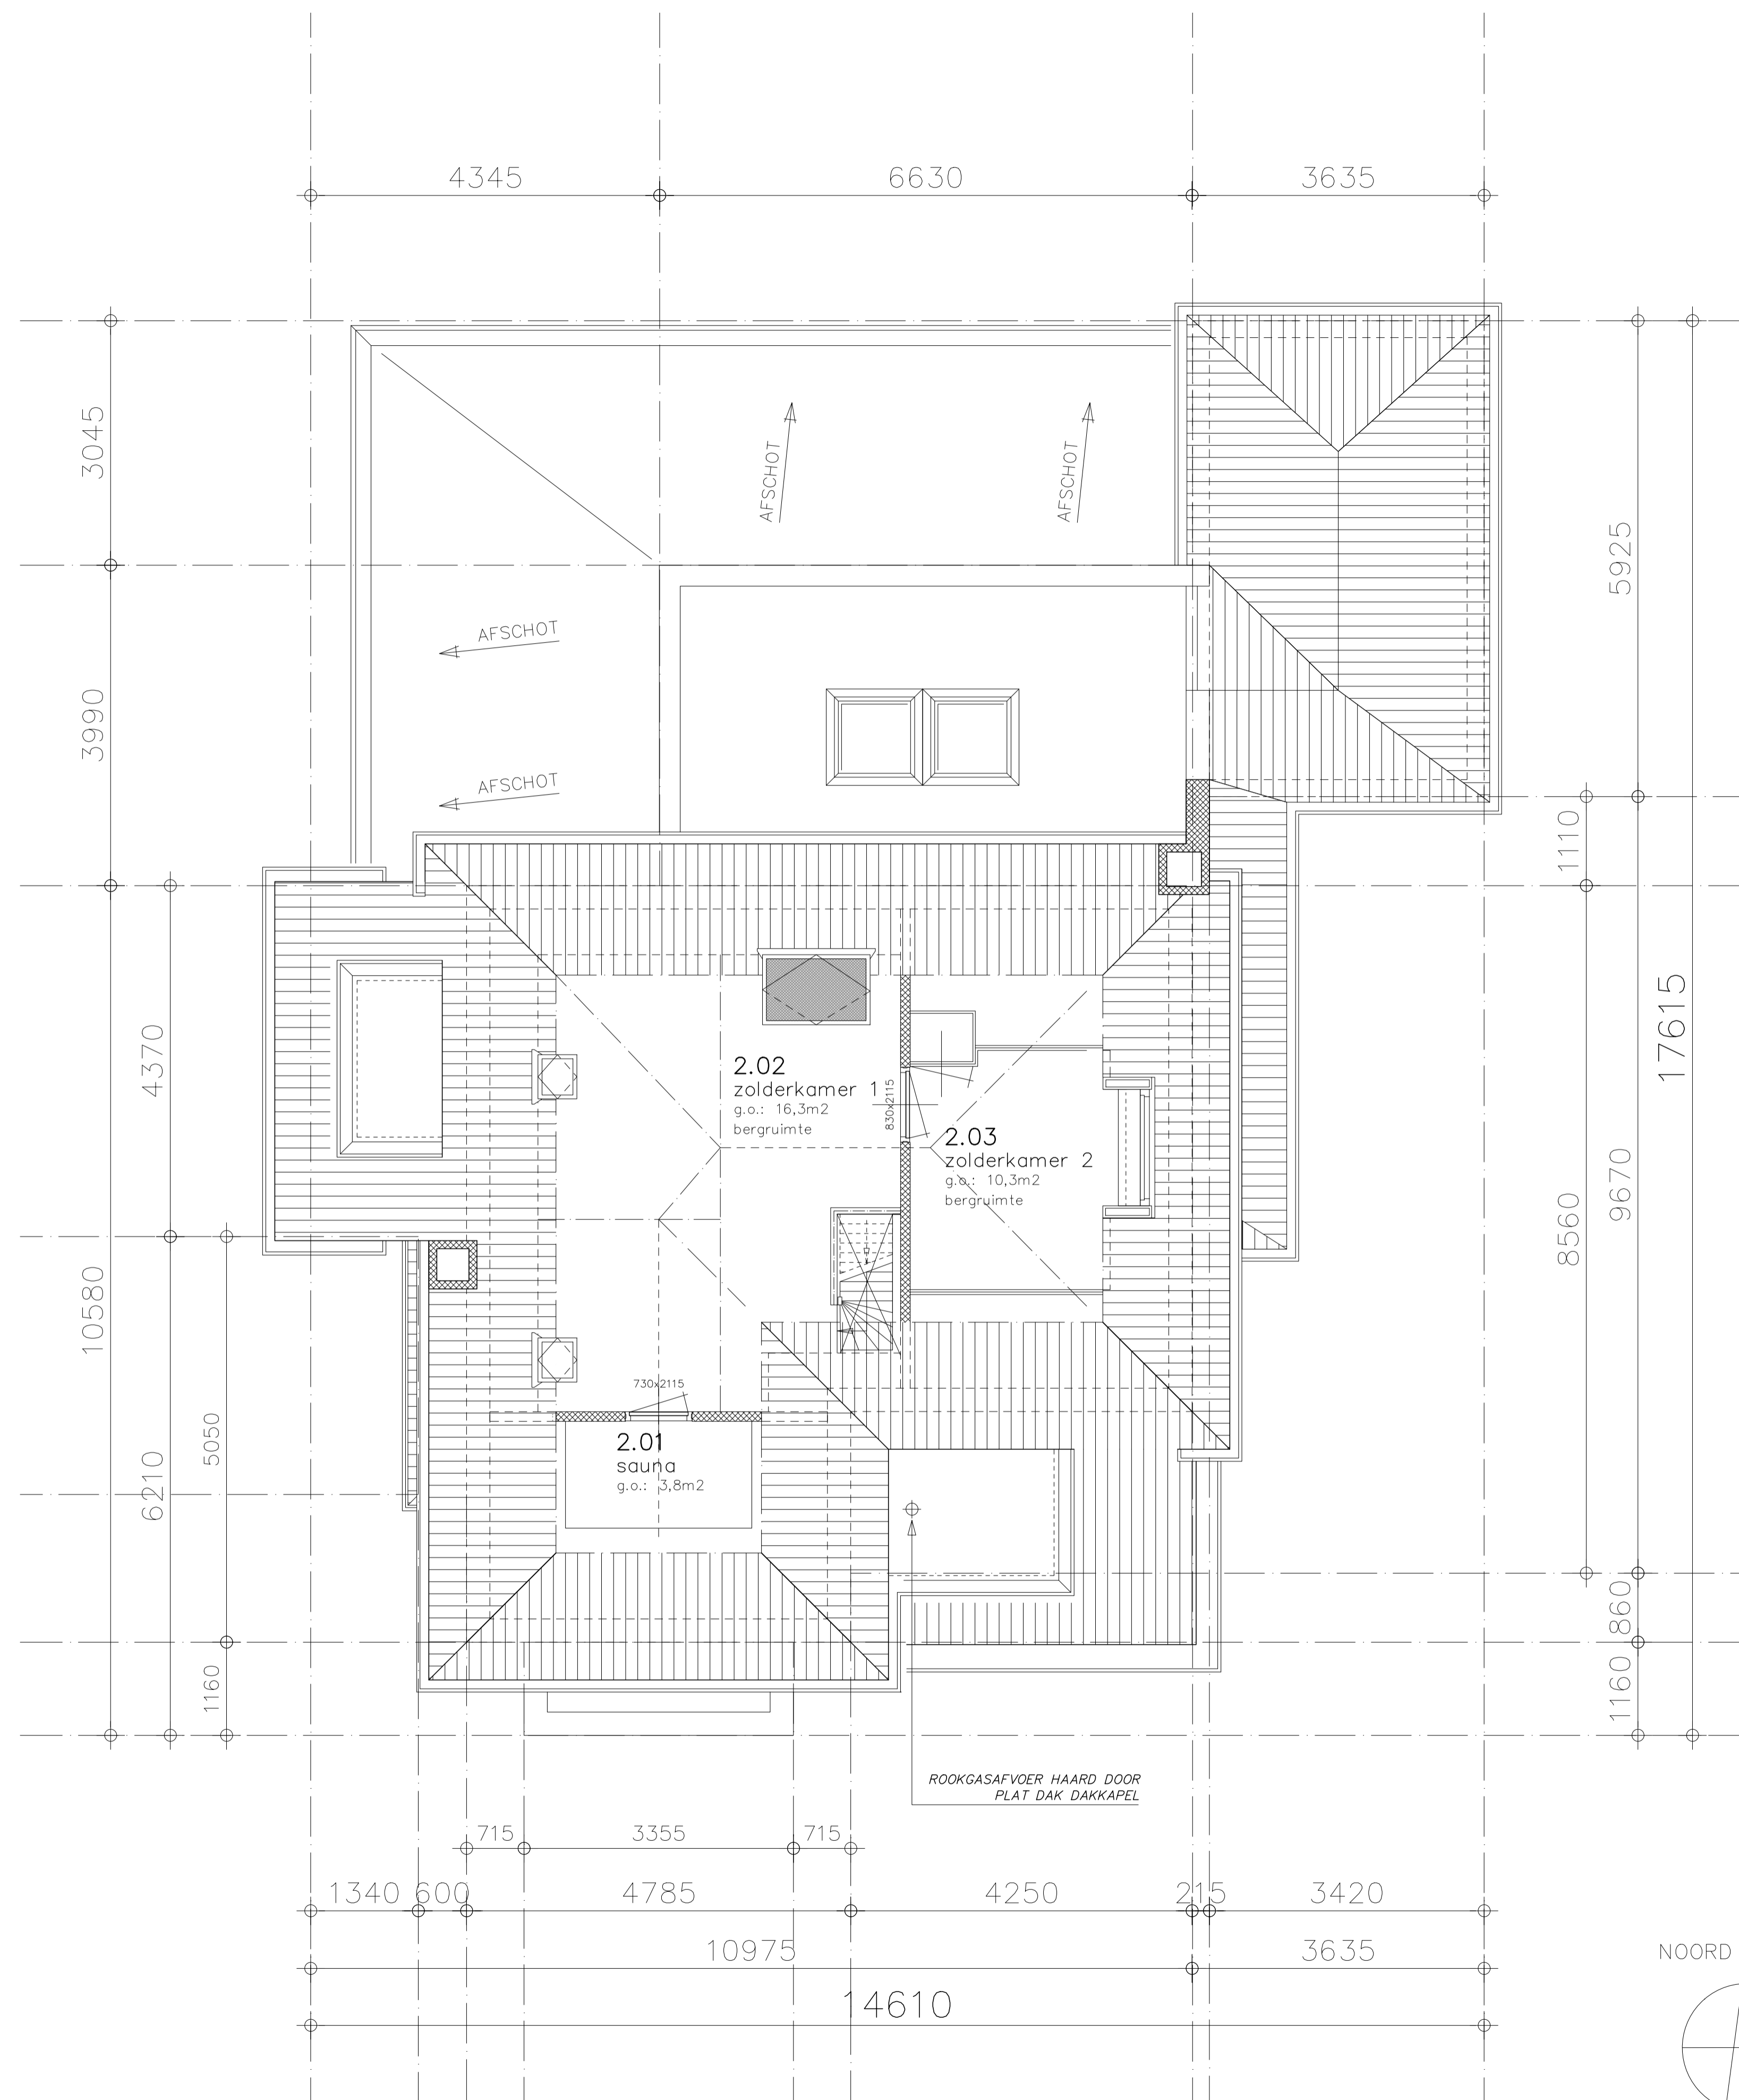 4345 6630 3635
3045
3990
4370
10580
6210
5050
1160
AFSCHOT
AFSCHOT
AFSCHOT
AFSCHOT
5925
1110
17615
9670
8560
860
1160
2.02
zolderkamer 1
g.o.: 16,3m2
bergruimte
830x2115
2.03
zolderkamer 2
g.o.: 10,3m2
bergruimte
730x2115
2.01
sauna
g.o.: 3,8m2
ROOKGASAFVOER HAARD DOOR
PLAT DAK DAKKAPEL
715 3355 715
1340 600 4785 4250 215 3420
10975 3635
14610
NOORD